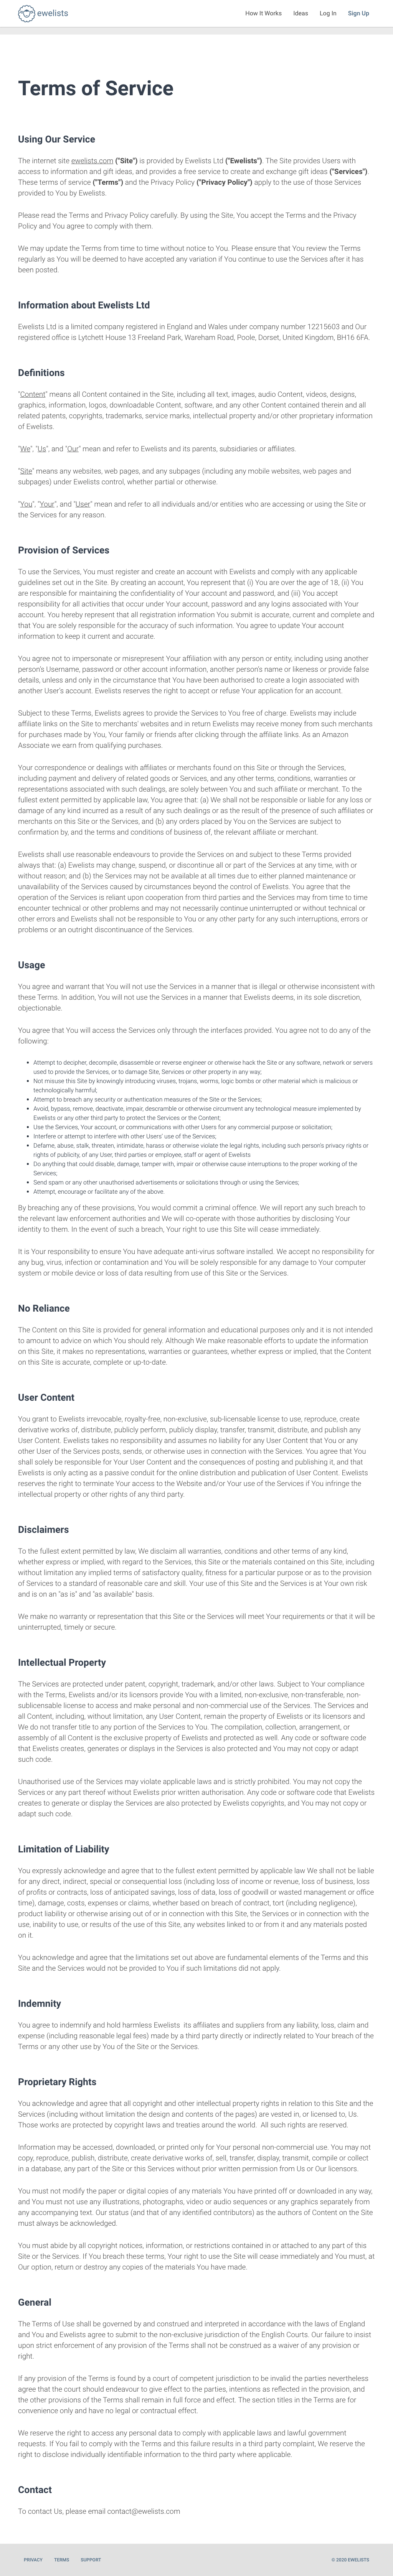 ewelists
How It Works
Ideas
Log In
Sign Up
Terms of Service
Using Our Service
The internet site ewelists.com ("Site") is provided by Ewelists Ltd ("Ewelists"). The Site provides Users with
access to information and gift ideas, and provides a free service to create and exchange gift ideas ("Services").
These terms of service ("Terms") and the Privacy Policy ("Privacy Policy") apply to the use of those Services
provided to You by Ewelists.
Please read the Terms and Privacy Policy carefully. By using the Site, You accept the Terms and the Privacy
Policy and You agree to comply with them.
We may update the Terms from time to time without notice to You. Please ensure that You review the Terms
regularly as You will be deemed to have accepted any variation if You continue to use the Services after it has
been posted.
Information about Ewelists Ltd
Ewelists Ltd is a limited company registered in England and Wales under company number 12215603 and Our
registered office is Lytchett House 13 Freeland Park, Wareham Road, Poole, Dorset, United Kingdom, BH16 6FA.
Definitions
"Content" means all Content contained in the Site, including all text, images, audio Content, videos, designs,
graphics, information, logos, downloadable Content, software, and any other Content contained therein and all
related patents, copyrights, trademarks, service marks, intellectual property and/or other proprietary information
of Ewelists.
"We", "Us", and "Our" mean and refer to Ewelists and its parents, subsidiaries or affiliates.
"Site" means any websites, web pages, and any subpages (including any mobile websites, web pages and
subpages) under Ewelists control, whether partial or otherwise.
"You", "Your", and "User" mean and refer to all individuals and/or entities who are accessing or using the Site or
the Services for any reason.
Provision of Services
To use the Services, You must register and create an account with Ewelists and comply with any applicable
guidelines set out in the Site. By creating an account, You represent that (i) You are over the age of 18, (ii) You
are responsible for maintaining the confidentiality of Your account and password, and (iii) You accept
responsibility for all activities that occur under Your account, password and any logins associated with Your
account. You hereby represent that all registration information You submit is accurate, current and complete and
that You are solely responsible for the accuracy of such information. You agree to update Your account
information to keep it current and accurate.
You agree not to impersonate or misrepresent Your affiliation with any person or entity, including using another
person's Username, password or other account information, another person's name or likeness or provide false
details, unless and only in the circumstance that You have been authorised to create a login associated with
another User's account. Ewelists reserves the right to accept or refuse Your application for an account.
Subject to these Terms, Ewelists agrees to provide the Services to You free of charge. Ewelists may include
affiliate links on the Site to merchants' websites and in return Ewelists may receive money from such merchants
for purchases made by You, Your family or friends after clicking through the affiliate links. As an Amazon
Associate we earn from qualifying purchases.
Your correspondence or dealings with affiliates or merchants found on this Site or through the Services,
including payment and delivery of related goods or Services, and any other terms, conditions, warranties or
representations associated with such dealings, are solely between You and such affiliate or merchant. To the
fullest extent permitted by applicable law, You agree that: (a) We shall not be responsible or liable for any loss or
damage of any kind incurred as a result of any such dealings or as the result of the presence of such affiliates or
merchants on this Site or the Services, and (b) any orders placed by You on the Services are subject to
confirmation by, and the terms and conditions of business of, the relevant affiliate or merchant.
Ewelists shall use reasonable endeavours to provide the Services on and subject to these Terms provided
always that: (a) Ewelists may change, suspend, or discontinue all or part of the Services at any time, with or
without reason; and (b) the Services may not be available at all times due to either planned maintenance or
unavailability of the Services caused by circumstances beyond the control of Ewelists. You agree that the
operation of the Services is reliant upon cooperation from third parties and the Services may from time to time
encounter technical or other problems and may not necessarily continue uninterrupted or without technical or
other errors and Ewelists shall not be responsible to You or any other party for any such interruptions, errors or
problems or an outright discontinuance of the Services.
Usage
You agree and warrant that You will not use the Services in a manner that is illegal or otherwise inconsistent with
these Terms. In addition, You will not use the Services in a manner that Ewelists deems, in its sole discretion,
objectionable.
You agree that You will access the Services only through the interfaces provided. You agree not to do any of the
following:
• Attempt to decipher, decompile, disassemble or reverse engineer or otherwise hack the Site or any software, network or servers
used to provide the Services, or to damage Site, Services or other property in any way;
• Not misuse this Site by knowingly introducing viruses, trojans, worms, logic bombs or other material which is malicious or
technologically harmful;
• Attempt to breach any security or authentication measures of the Site or the Services;
• Avoid, bypass, remove, deactivate, impair, descramble or otherwise circumvent any technological measure implemented by
Ewelists or any other third party to protect the Services or the Content;
• Use the Services, Your account, or communications with other Users for any commercial purpose or solicitation;
• Interfere or attempt to interfere with other Users' use of the Services;
• Defame, abuse, stalk, threaten, intimidate, harass or otherwise violate the legal rights, including such person's privacy rights or
rights of publicity, of any User, third parties or employee, staff or agent of Ewelists
• Do anything that could disable, damage, tamper with, impair or otherwise cause interruptions to the proper working of the
Services;
• Send spam or any other unauthorised advertisements or solicitations through or using the Services;
• Attempt, encourage or facilitate any of the above.
By breaching any of these provisions, You would commit a criminal offence. We will report any such breach to
the relevant law enforcement authorities and We will co-operate with those authorities by disclosing Your
identity to them. In the event of such a breach, Your right to use this Site will cease immediately.
It is Your responsibility to ensure You have adequate anti-virus software installed. We accept no responsibility for
any bug, virus, infection or contamination and You will be solely responsible for any damage to Your computer
system or mobile device or loss of data resulting from use of this Site or the Services.
No Reliance
The Content on this Site is provided for general information and educational purposes only and it is not intended
to amount to advice on which You should rely. Although We make reasonable efforts to update the information
on this Site, it makes no representations, warranties or guarantees, whether express or implied, that the Content
on this Site is accurate, complete or up-to-date.
User Content
You grant to Ewelists irrevocable, royalty-free, non-exclusive, sub-licensable license to use, reproduce, create
derivative works of, distribute, publicly perform, publicly display, transfer, transmit, distribute, and publish any
User Content. Ewelists takes no responsibility and assumes no liability for any User Content that You or any
other User of the Services posts, sends, or otherwise uses in connection with the Services. You agree that You
shall solely be responsible for Your User Content and the consequences of posting and publishing it, and that
Ewelists is only acting as a passive conduit for the online distribution and publication of User Content. Ewelists
reserves the right to terminate Your access to the Website and/or Your use of the Services if You infringe the
intellectual property or other rights of any third party.
Disclaimers
To the fullest extent permitted by law, We disclaim all warranties, conditions and other terms of any kind,
whether express or implied, with regard to the Services, this Site or the materials contained on this Site, including
without limitation any implied terms of satisfactory quality, fitness for a particular purpose or as to the provision
of Services to a standard of reasonable care and skill. Your use of this Site and the Services is at Your own risk
and is on an "as is" and "as available" basis.
We make no warranty or representation that this Site or the Services will meet Your requirements or that it will be
uninterrupted, timely or secure.
Intellectual Property
The Services are protected under patent, copyright, trademark, and/or other laws. Subject to Your compliance
with the Terms, Ewelists and/or its licensors provide You with a limited, non-exclusive, non-transferable, non-
sublicensable license to access and make personal and non-commercial use of the Services. The Services and
all Content, including, without limitation, any User Content, remain the property of Ewelists or its licensors and
We do not transfer title to any portion of the Services to You. The compilation, collection, arrangement, or
assembly of all Content is the exclusive property of Ewelists and protected as well. Any code or software code
that Ewelists creates, generates or displays in the Services is also protected and You may not copy or adapt
such code.
Unauthorised use of the Services may violate applicable laws and is strictly prohibited. You may not copy the
Services or any part thereof without Ewelists prior written authorisation. Any code or software code that Ewelists
creates to generate or display the Services are also protected by Ewelists copyrights, and You may not copy or
adapt such code.
Limitation of Liability
You expressly acknowledge and agree that to the fullest extent permitted by applicable law We shall not be liable
for any direct, indirect, special or consequential loss (including loss of income or revenue, loss of business, loss
of profits or contracts, loss of anticipated savings, loss of data, loss of goodwill or wasted management or office
time), damage, costs, expenses or claims, whether based on breach of contract, tort (including negligence),
product liability or otherwise arising out of or in connection with this Site, the Services or in connection with the
use, inability to use, or results of the use of this Site, any websites linked to or from it and any materials posted
on it.
You acknowledge and agree that the limitations set out above are fundamental elements of the Terms and this
Site and the Services would not be provided to You if such limitations did not apply.
Indemnity
You agree to indemnify and hold harmless Ewelists its affiliates and suppliers from any liability, loss, claim and
expense (including reasonable legal fees) made by a third party directly or indirectly related to Your breach of the
Terms or any other use by You of the Site or the Services.
Proprietary Rights
You acknowledge and agree that all copyright and other intellectual property rights in relation to this Site and the
Services (including without limitation the design and contents of the pages) are vested in, or licensed to, Us.
Those works are protected by copyright laws and treaties around the world. All such rights are reserved.
Information may be accessed, downloaded, or printed only for Your personal non-commercial use. You may not
copy, reproduce, publish, distribute, create derivative works of, sell, transfer, display, transmit, compile or collect
in a database, any part of the Site or this Services without prior written permission from Us or Our licensors.
You must not modify the paper or digital copies of any materials You have printed off or downloaded in any way,
and You must not use any illustrations, photographs, video or audio sequences or any graphics separately from
any accompanying text. Our status (and that of any identified contributors) as the authors of Content on the Site
must always be acknowledged.
You must abide by all copyright notices, information, or restrictions contained in or attached to any part of this
Site or the Services. If You breach these terms, Your right to use the Site will cease immediately and You must, at
Our option, return or destroy any copies of the materials You have made.
General
The Terms of Use shall be governed by and construed and interpreted in accordance with the laws of England
and You and Ewelists agree to submit to the non-exclusive jurisdiction of the English Courts. Our failure to insist
upon strict enforcement of any provision of the Terms shall not be construed as a waiver of any provision or
right.
If any provision of the Terms is found by a court of competent jurisdiction to be invalid the parties nevertheless
agree that the court should endeavour to give effect to the parties, intentions as reflected in the provision, and
the other provisions of the Terms shall remain in full force and effect. The section titles in the Terms are for
convenience only and have no legal or contractual effect.
We reserve the right to access any personal data to comply with applicable laws and lawful government
requests. If You fail to comply with the Terms and this failure results in a third party complaint, We reserve the
right to disclose individually identifiable information to the third party where applicable.
Contact
To contact Us, please email contact@ewelists.com
PRIVACY
TERMS
SUPPORT
© 2020 EWELISTS